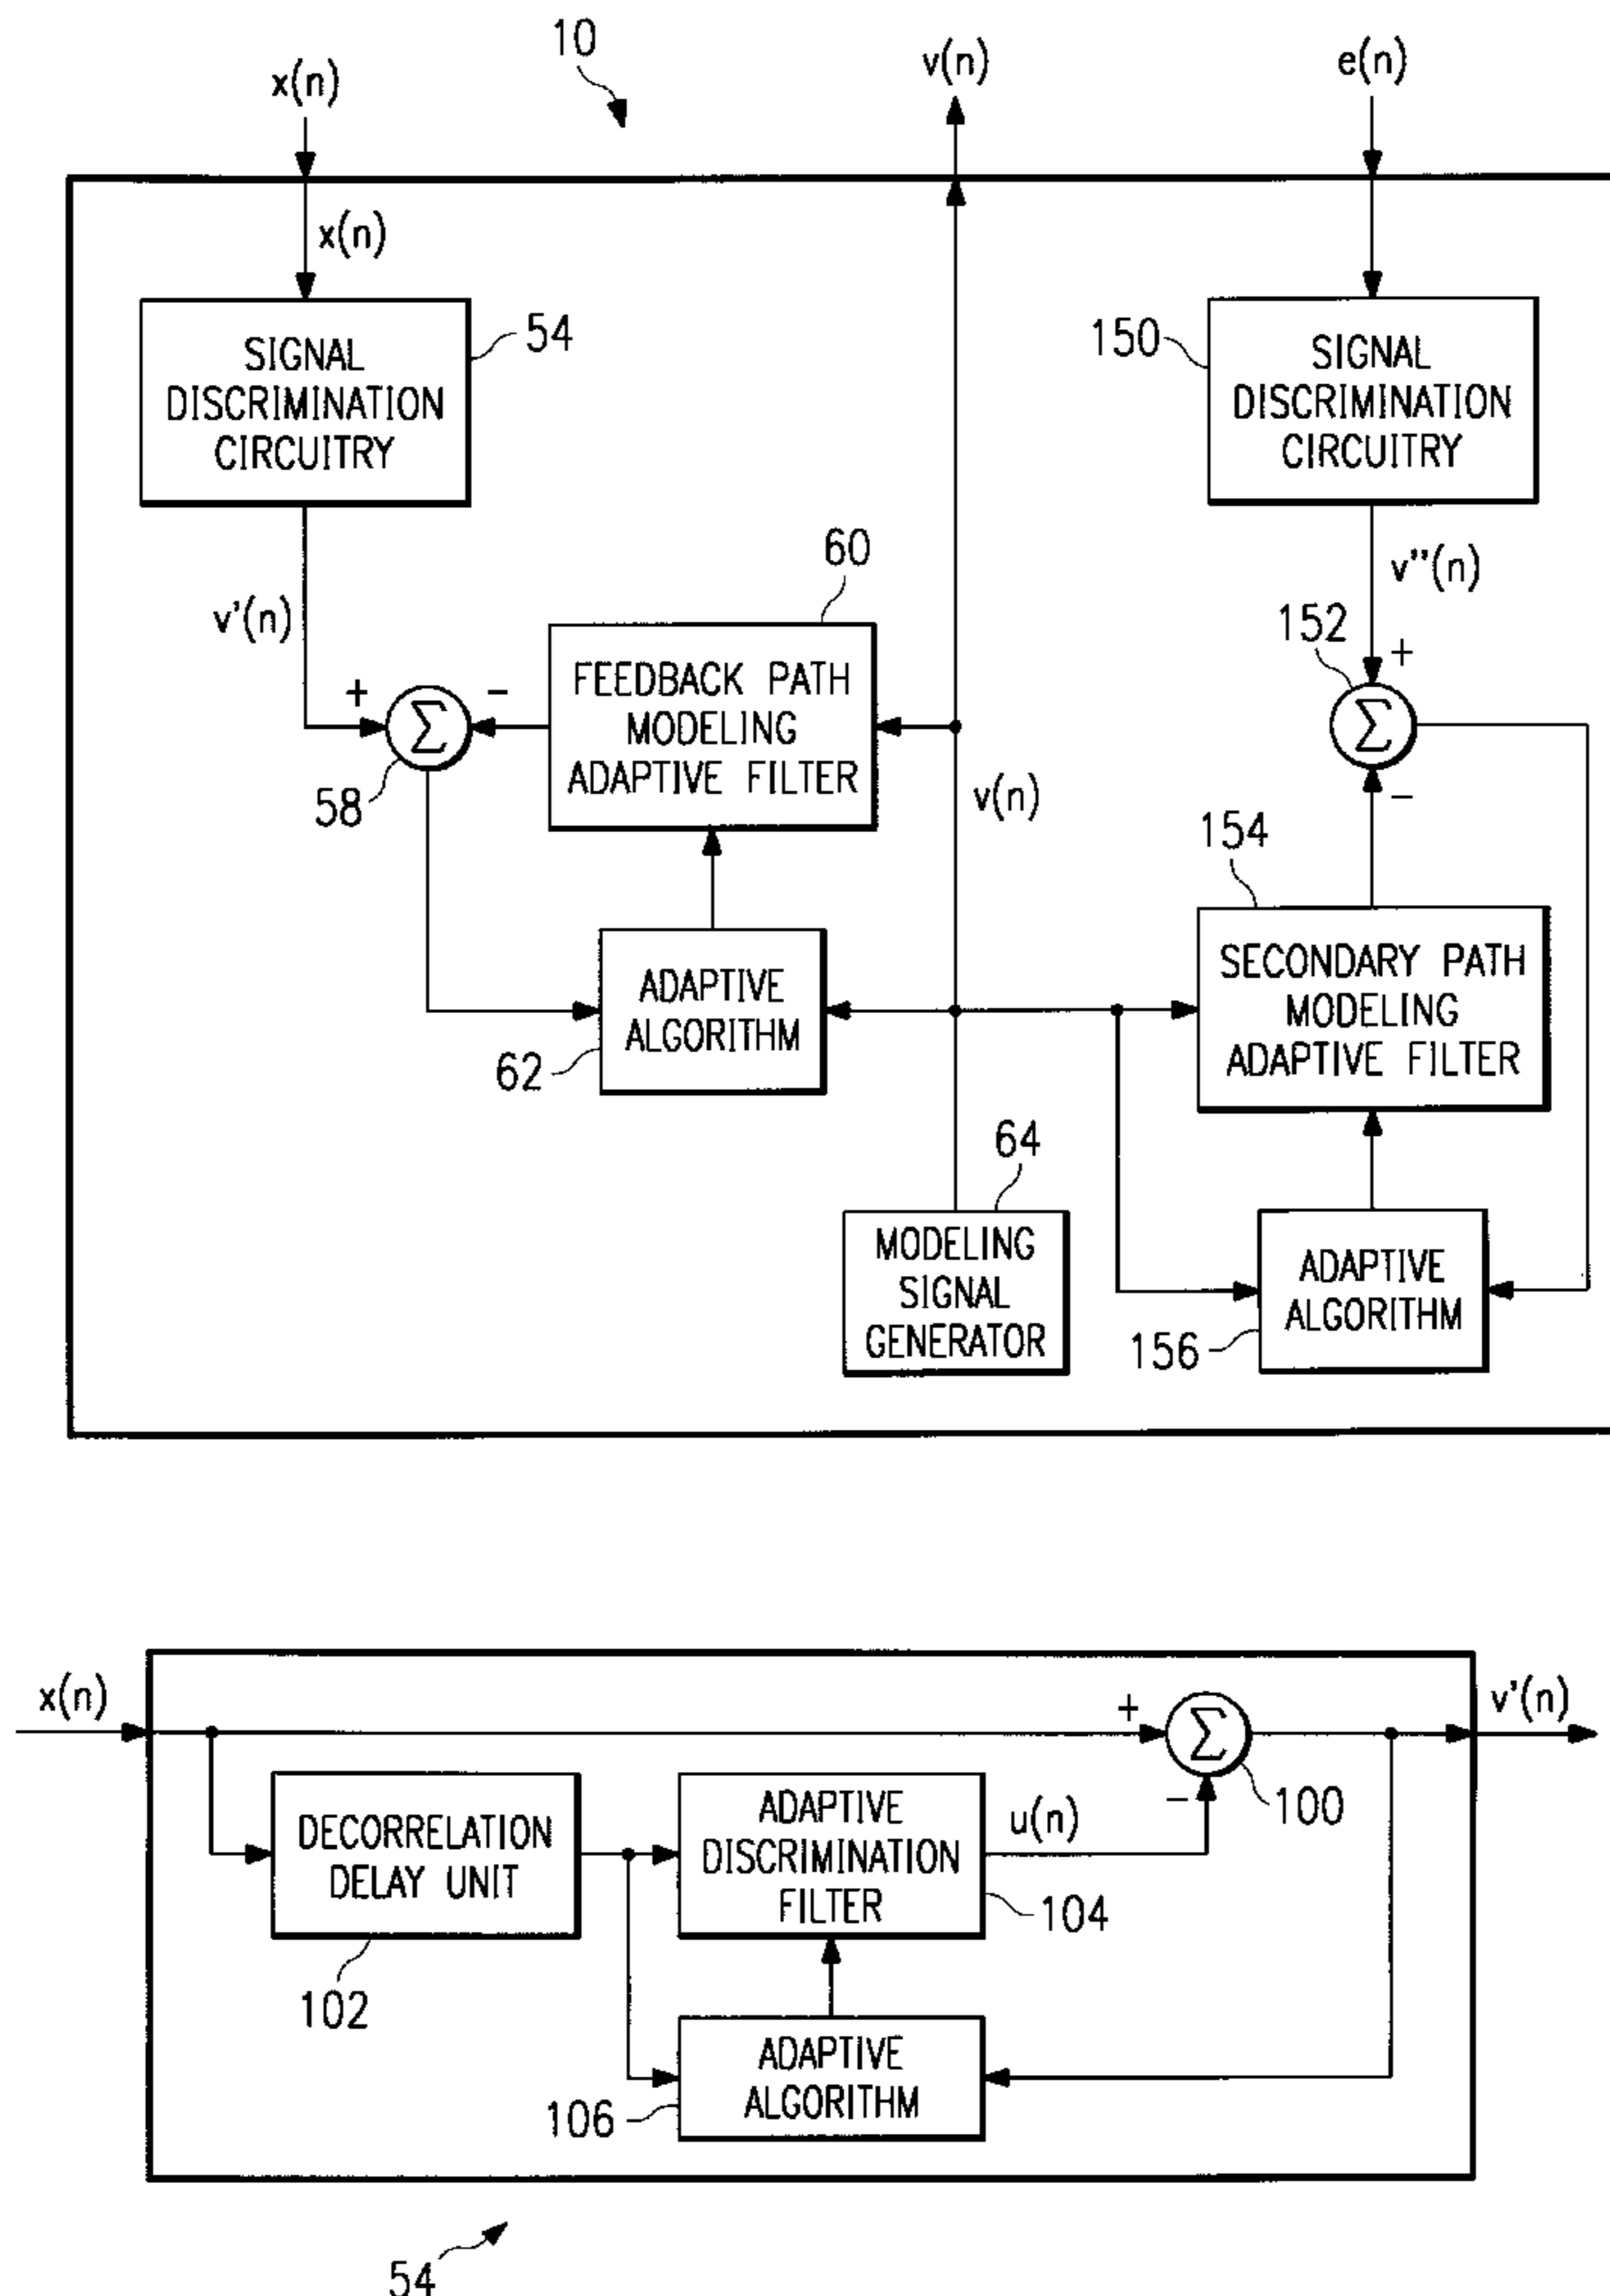 10
x(n)
v(n)
e(n)
x(n)
SIGNAL
DISCRIMINATION
CIRCUITRY
54
150
SIGNAL
DISCRIMINATION
CIRCUITRY
v'(n)
60
v''(n)
152
+
FEEDBACK PATH
MODELING
ADAPTIVE FILTER
+
-
Σ
Σ
58
v(n)
-
154
ADAPTIVE
ALGORITHM
62
SECONDARY PATH
MODELING
ADAPTIVE FILTER
64
MODELING
SIGNAL
GENERATOR
ADAPTIVE
ALGORITHM
156
x(n)
+
Σ
v'(n)
100
-
DECORRELATION
DELAY UNIT
ADAPTIVE
DISCRIMINATION
FILTER
u(n)
104
102
ADAPTIVE
ALGORITHM
106
54